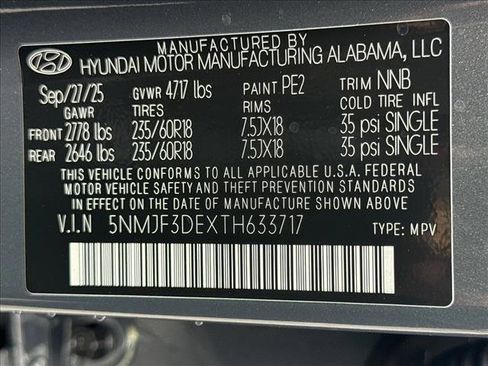 MANUFACTURED BY
HYUNDAI MOTOR MANUFACTURING ALABAMA, LLC
Sep/27/25 GVWR 4717 lbs PAINT PE2 TRIM NNB
GAWR TIRES RIMS COLD TIRE INFL
FRONT 2778 lbs 235/60R18 7.5JX18 35 psi SINGLE
REAR 2646 lbs 235/60R18 7.5JX18 35 psi SINGLE
THIS VEHICLE CONFORMS TO ALL APPLICABLE U.S.A. FEDERAL
MOTOR VEHICLE SAFETY AND THEFT PREVENTION STANDARDS
IN EFFECT ON THE DATE OF MANUFACTURE SHOWN ABOVE.
V.I.N 5NMJF3DEXTH633717 TYPE: MPV